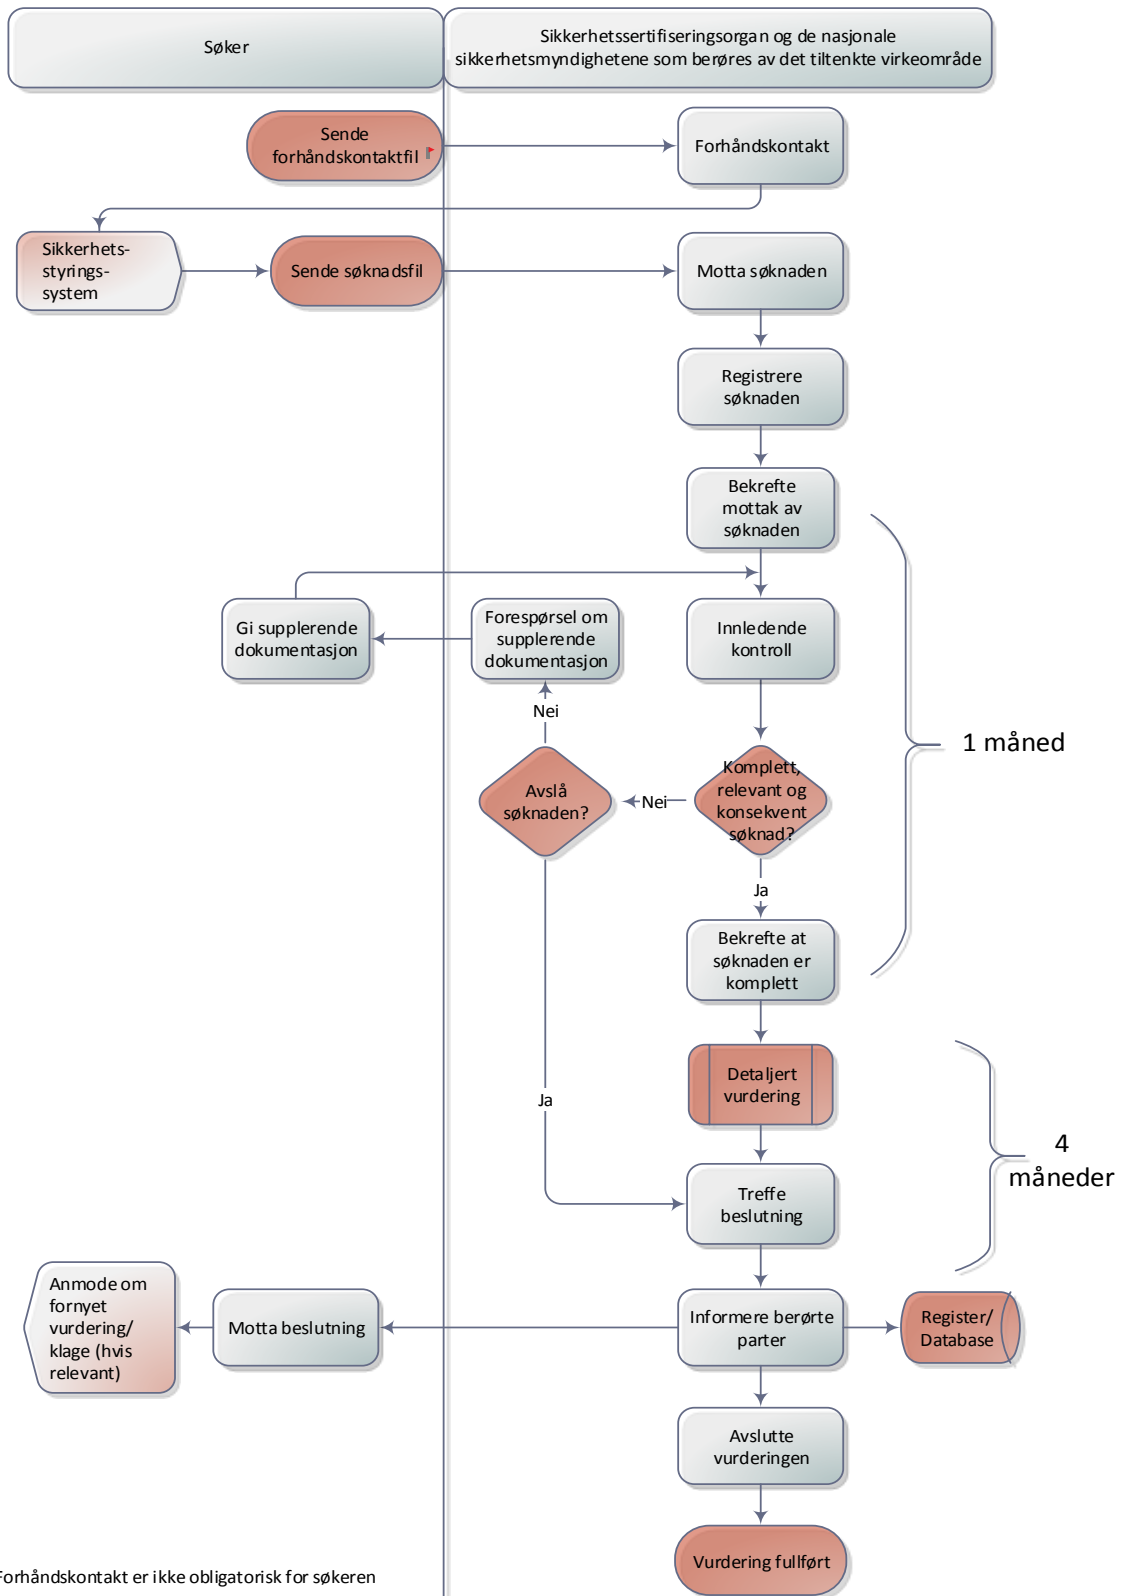 Søker
Sikkerhetssertifiseringsorgan og de nasjonale
sikkerhetsmyndighetene som berøres av det tiltenkte virkeområde
Sende
forhåndskontaktfil
Forhåndskontakt
Sikkerhets-
styrings-
system
Sende søknadsfil
Motta søknaden
Registrere
søknaden
Bekrefte
mottak av
søknaden
Gi supplerende
dokumentasjon
Forespørsel om
supplerende
dokumentasjon
Innledende
kontroll
Nei
1 måned
Avslå
søknaden?
Nei
Komplett,
relevant og
konsekvent
søknad?
Ja
Bekrefte at
søknaden er
komplett
Detaljert
vurdering
Ja
4
måneder
Treffe
beslutning
Anmode om
fornyet
vurdering/
klage (hvis
relevant)
Motta beslutning
Informere berørte
parter
Register/
Database
Avslutte
vurderingen
Vurdering fullført
Forhåndskontakt er ikke obligatorisk for søkeren